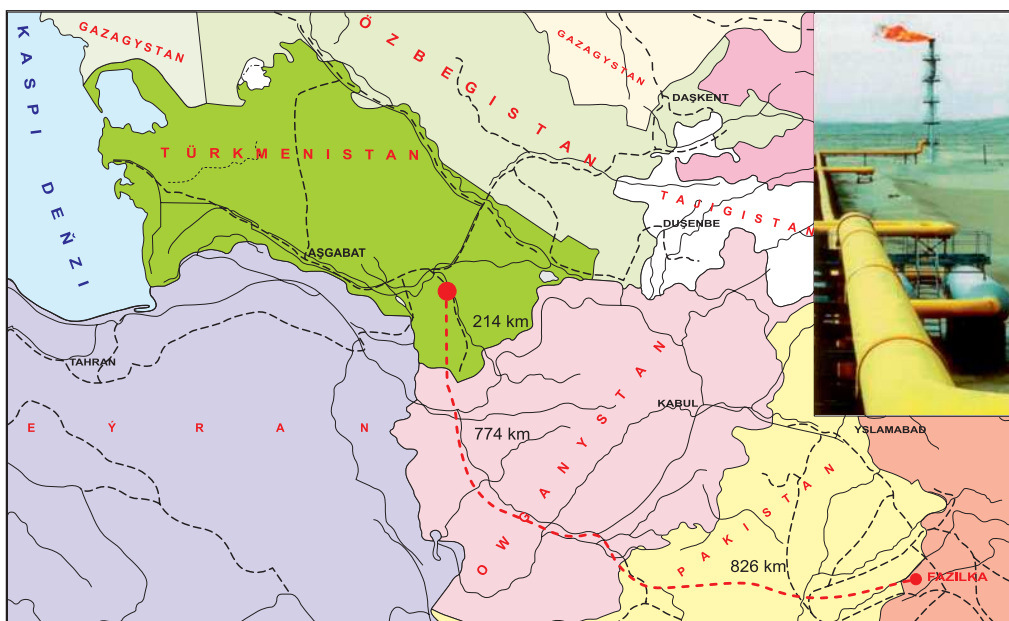 KASPI DEŇZI
GAZAGYSTAN
ÖZBEGISTAN
GAZAGYSTAN
DAŞKENT
TÜRKMENISTAN
TAJIGISTAN
DUŞENBE
AŞGABAT
214 km
TAHRAN
EÝRAN
774 km
OWGANYSTAN
KABUL
YSLAMABAD
PAKISTAN
826 km
FAZILKA